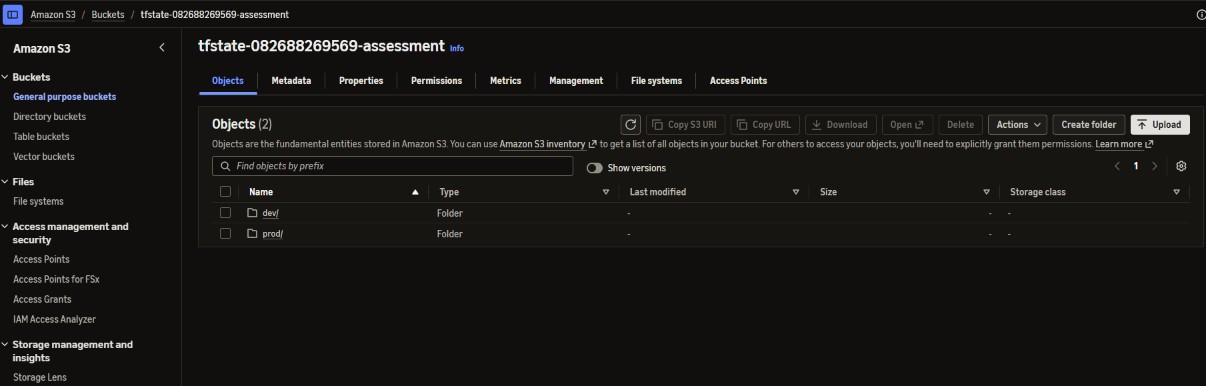 Amazon S3 / Buckets / tfstate-082688269569-assessment
Amazon S3
Buckets
General purpose buckets
Directory buckets
Table buckets
Vector buckets
Files
File systems
Access management and
security
Access Points
Access Points for FSx
Access Grants
IAM Access Analyzer
Storage management and
insights
Storage Lens
tfstate-082688269569-assessment Info
Objects Metadata Properties Permissions Metrics Management File systems Access Points
Objects (2) Copy S3 URI Copy URL Download Open Delete Actions Create folder Upload
Objects are the fundamental entities stored in Amazon S3. You can use Amazon S3 inventory to get a list of all objects in your bucket. For others to access your objects, you'll need to explicitly grant them permissions. Learn more
Find objects by prefix Show versions 1
Name Type Last modified Size Storage class
dev/ Folder - - -
prod/ Folder - - -